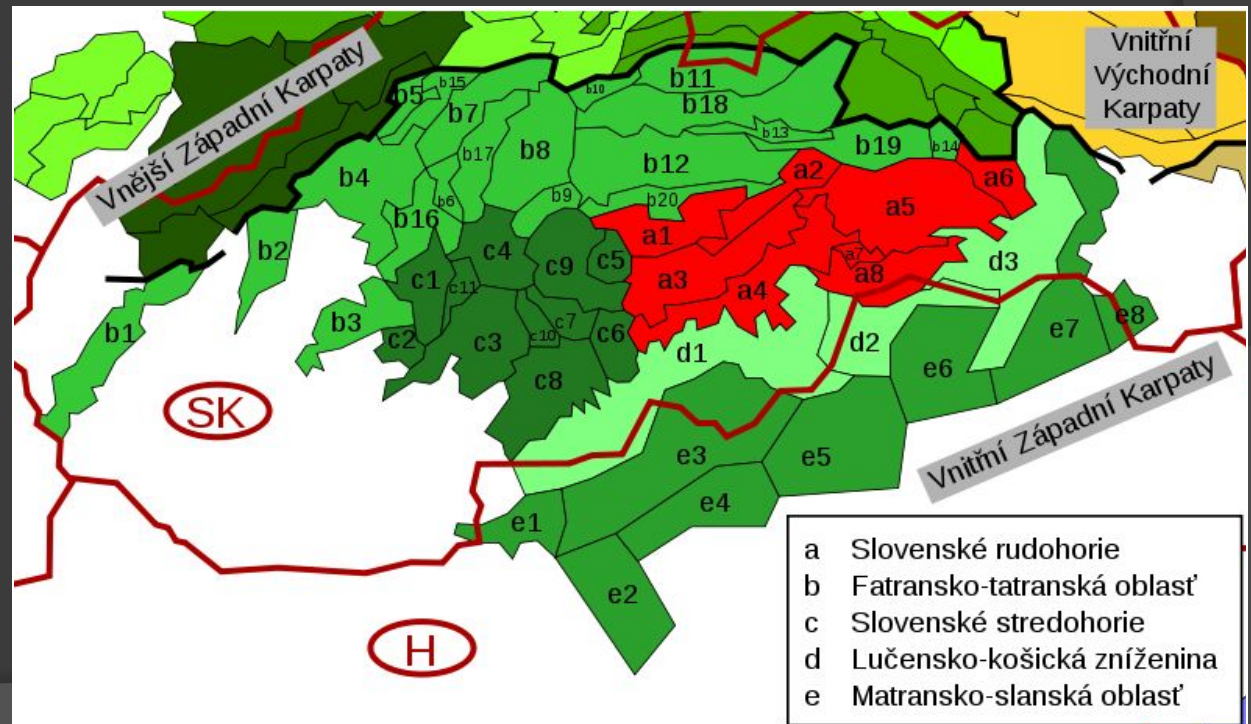 Vnější Západní Karpaty
Vnitřní
Východní
Karpaty
b15
b5
b10
b11
b7
b18
b17
b8
b13
b19
b14
b4
b12
a2
a6
b9
b20
b6
b16
a5
b2
c4
a1
c9
c5
a7
d3
c1
c11
a3
a4
a8
b1
b3
c2
c3
c10
c7
c6
d1
d2
e7
e8
c8
e6
SK
Vnitřní Západní Karpaty
e3
e5
e4
e1
e2
H
a Slovenské rudohorie
b Fatransko-tatranská oblasť
c Slovenské stredohorie
d Lučensko-košická zníženina
e Matransko-slanská oblasť